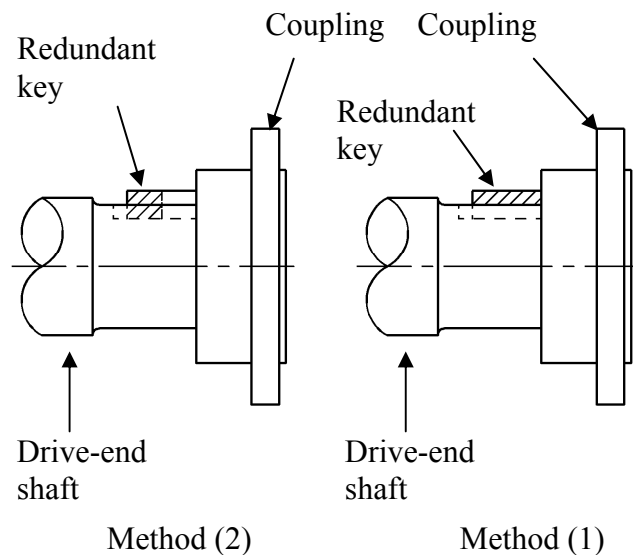 Coupling
Coupling
Redundant
key
Redundant
key
Drive-end
shaft
Drive-end
shaft
Method (2)
Method (1)